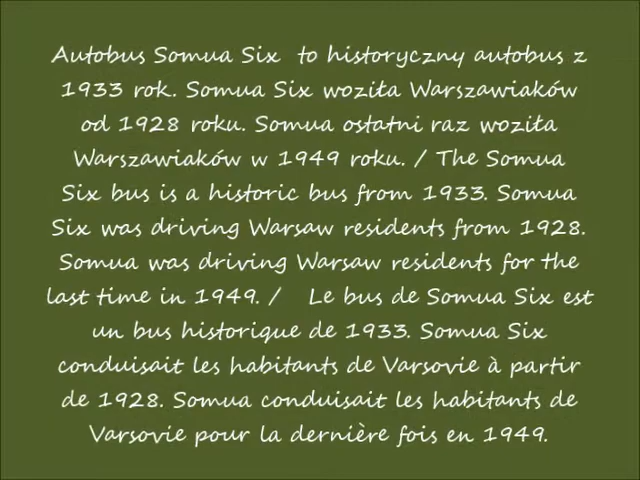 Autobus Somua Six to historyczny autobus z
1933 rok. Somua Six woziła Warszawiaków
od 1928 roku. Somua ostatni raz woziła
Warszawiaków w 1949 roku. / The Somua
Six bus is a historic bus from 1933. Somua
Six was driving Warsaw residents from 1928.
Somua was driving Warsaw residents for the
last time in 1949. / Le bus de Somua Six est
un bus historique de 1933. Somua Six
conduisait les habitants de Varsovie à partir
de 1928. Somua conduisait les habitants de
Varsovie pour la dernière fois en 1949.